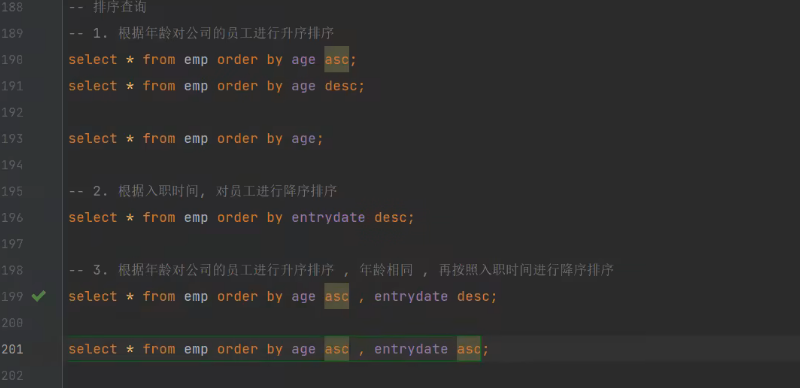 188 -- 排序查询
189 -- 1. 根据年龄对公司的员工进行升序排序
190 select * from emp order by age asc;
191 select * from emp order by age desc;
192
193 select * from emp order by age;
194
195 -- 2. 根据入职时间, 对员工进行降序排序
196 select * from emp order by entrydate desc;
197
198 -- 3. 根据年龄对公司的员工进行升序排序 , 年龄相同 , 再按照入职时间进行降序排序
199 select * from emp order by age asc , entrydate desc;
200
201 select * from emp order by age asc , entrydate asc;
202